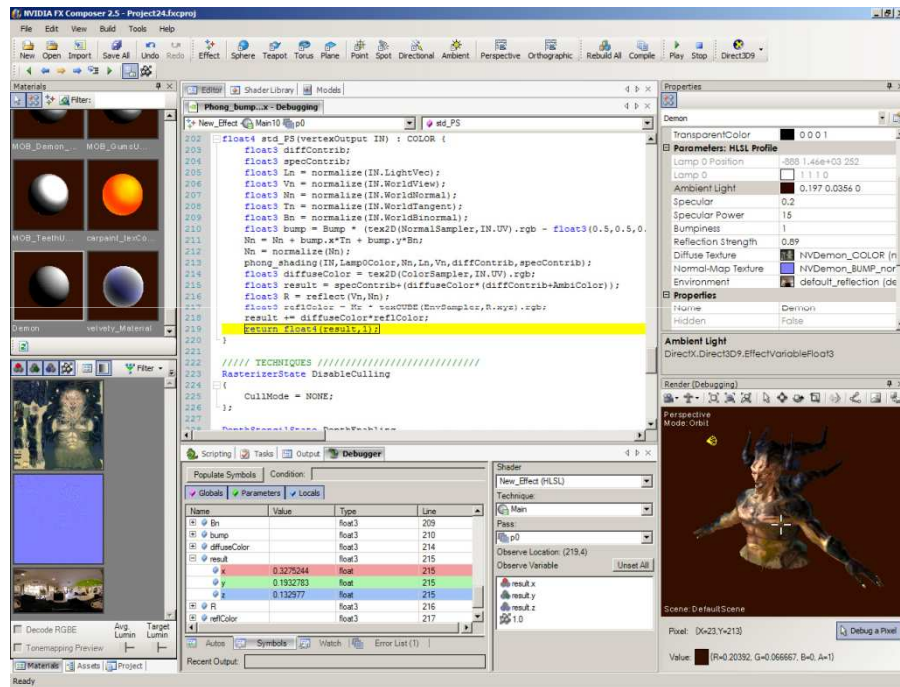 NVIDIA FX Composer 2.5 - Project24.fxcproj
File Edit View Build Tools Help
New Open Import Save All Undo Redo Effect Sphere Teapot Torus Plane Point Spot Directional Ambient Perspective Orthographic Rebuild All Compile Play Stop Direct3D9
Materials
Filter:
MOB_Demon_... MOB_GumsU...
MOB_TeethU... carpaint_texCo...
Demon velvety_Material
Filter
Decode RGBE Avg. Lumin Target Lumin
Tonemapping Preview
Materials Assets Project
Ready
Editor Shader Library Models
Phong_bump...x - Debugging
New_Effect Main10 p0 std_PS
202 float4 std_PS(vertexOutput IN) : COLOR {
203 float3 diffContrib;
204 float3 specContrib;
205 float3 Ln = normalize(IN.LightVec);
206 float3 Vn = normalize(IN.WorldView);
207 float3 Nn = normalize(IN.WorldNormal);
208 float3 Tn = normalize(IN.WorldTangent);
209 float3 Bn = normalize(IN.WorldBinormal);
210 float3 bump = Bump * (tex2D(NormalSampler,IN.UV).rgb - float3(0.5,0.5,0.
211 Nn = Nn + bump.x*Tn + bump.y*Bn;
212 Nn = normalize(Nn);
213 phong_shading(IN,Lamp0Color,Nn,Ln,Vn,diffContrib,specContrib);
214 float3 diffuseColor = tex2D(ColorSampler,IN.UV).rgb;
215 float3 result = specContrib+(diffuseColor*(diffContrib+AmbiColor));
216 float3 R = reflect(Vn,Nn);
217 float3 reflColor = Kr * texCUBE(EnvSampler,R.xyz).rgb;
218 result += diffuseColor*reflColor;
219 return float4(result,1);
220 }
221
222 ///// TECHNIQUES /////////////////////////////
223 RasterizerState DisableCulling
224 {
225 CullMode = NONE;
226 };
227
228 DepthStencilState DepthEnabling
Scripting Tasks Output Debugger
Populate Symbols Condition:
Globals Parameters Locals
Name Value Type Line
Bn float3 209
bump float3 210
diffuseColor float3 214
result float3 215
x 0.3275244 float 215
y 0.1932783 float 215
z 0.132977 float 215
R float3 216
reflColor float3 217
Autos Symbols Watch Error List (1)
Recent Output:
Shader
New_Effect (HLSL)
Technique:
Main
Pass:
p0
Observe Location: (219,4)
Observe Variable Unset All
result.x
result.y
result.z
1.0
Properties
Demon
TransparentColor 0 0 0 1
Parameters: HLSL Profile
Lamp 0 Position -888 1.46e+03 252
Lamp 0 1 1 1 0
Ambient Light 0.197 0.0356 0
Specular 0.2
Specular Power 15
Bumpiness 1
Reflection Strength 0.89
Diffuse Texture NVDemon_COLOR (n
Normal-Map Texture NVDemon_BUMP_nor
Environment default_reflection (de
Properties
Name Demon
Hidden False
Ambient Light
DirectX.Direct3D9.EffectVariableFloat3
Render (Debugging)
Perspective
Mode: Orbit
Scene: DefaultScene
Pixel: (X=23,Y=213) Debug a Pixel
Value: (R=0.20392, G=0.066667, B=0, A=1)